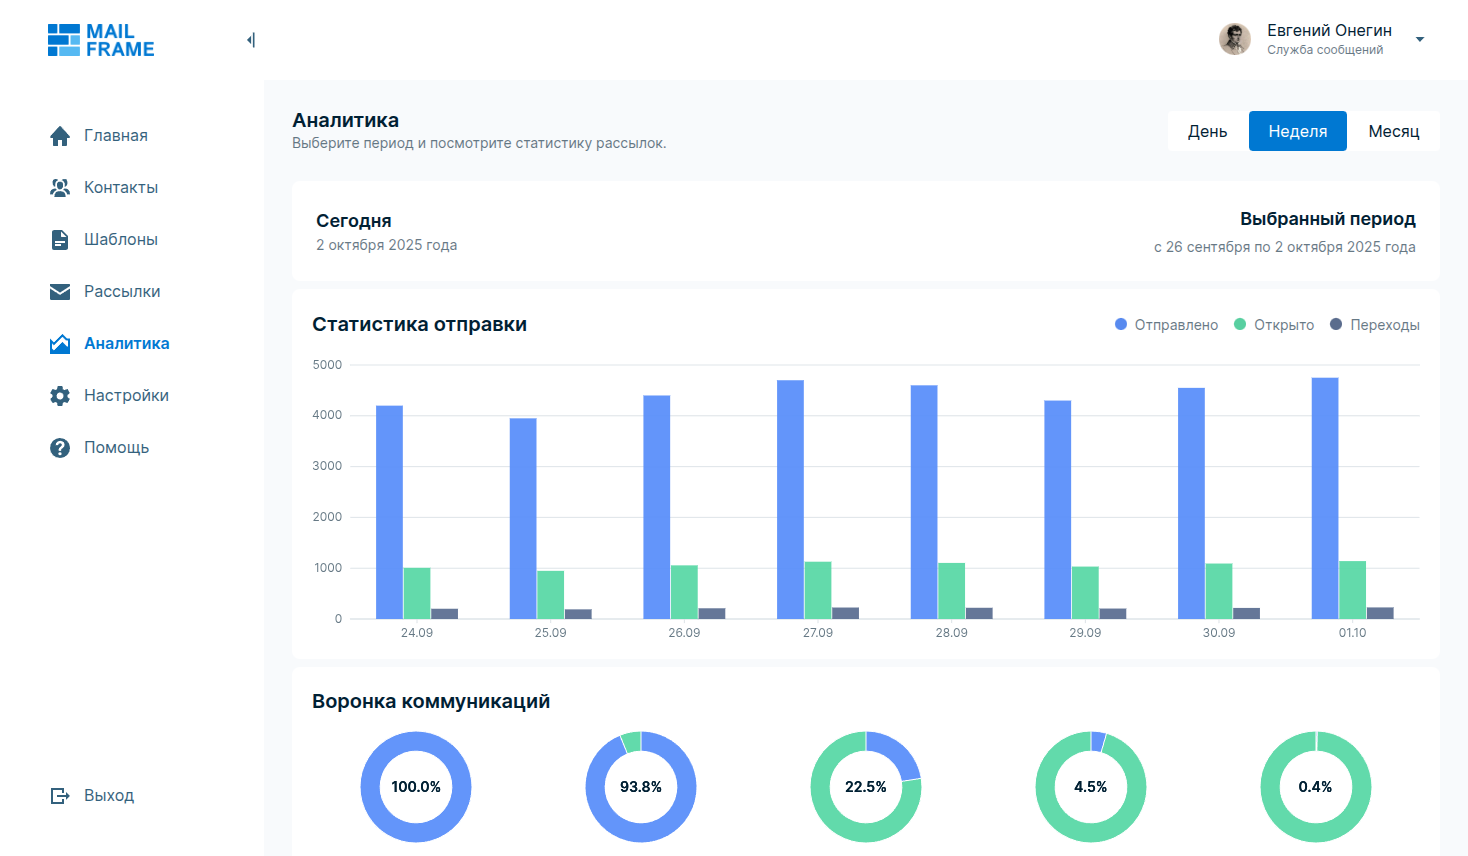 MAIL
FRAME
Евгений Онегин
Служба сообщений
Главная
Контакты
Шаблоны
Рассылки
Аналитика
Настройки
Помощь
Выход
Аналитика
Выберите период и посмотрите статистику рассылок.
День Неделя Месяц
Сегодня
2 октября 2025 года
Выбранный период
с 26 сентября по 2 октября 2025 года
Статистика отправки
Отправлено Открыто Переходы
5000
4000
3000
2000
1000
0
24.09 25.09 26.09 27.09 28.09 29.09 30.09 01.10
Воронка коммуникаций
100.0% 93.8% 22.5% 4.5% 0.4%